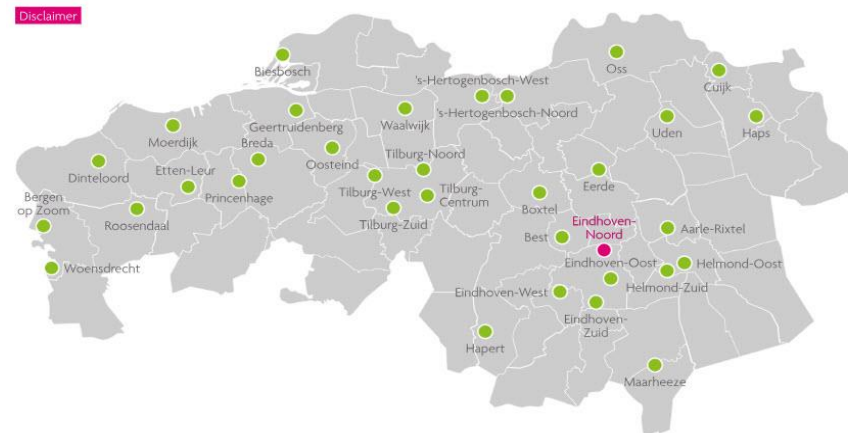 Disclaimer
Biesbosch
Oss
's-Hertogenbosch-West
Cuijk
's-Hertogenbosch-Noord
Geertruidenberg
Waalwijk
Uden
Haps
Moerdijk
Breda
Oosteind
Tilburg-Noord
Dinteloord
Etten-Leur
Princenhage
Tilburg-West
Tilburg-
Centrum
Eerde
Bergen
op Zoom
Roosendaal
Tilburg-Zuid
Boxtel
Eindhoven-
Noord
Best
Aarle-Rixtel
Woensdrecht
Eindhoven-Oost
Helmond-Oost
Helmond-Zuid
Eindhoven-West
Eindhoven-
Zuid
Hapert
Maarheeze